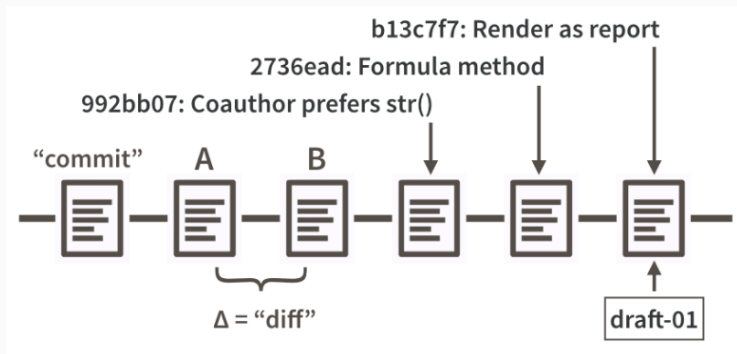 b13c7f7: Render as report
2736ead: Formula method
992bb07: Coauthor prefers str()
“commit”
A
B
Δ = “diff”
draft-01